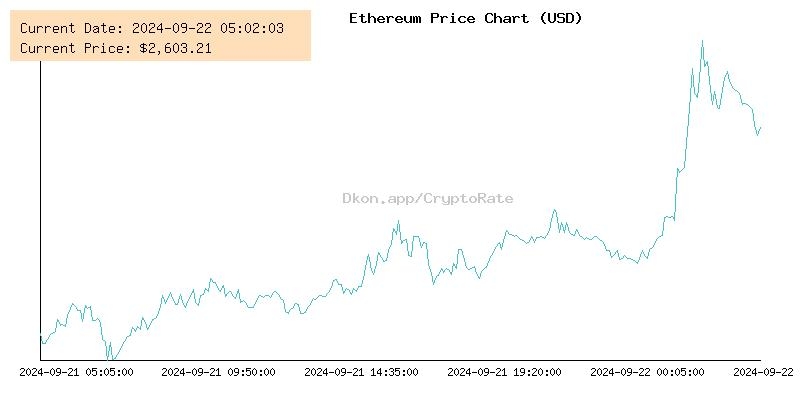 Ethereum Price Chart (USD)
Current Date: 2024-09-22 05:02:03
Current Price: $2,603.21
Dkon.app/CryptoRate
2024-09-21 05:05:00 2024-09-21 09:50:00 2024-09-21 14:35:00 2024-09-21 19:20:00 2024-09-22 00:05:00 2024-09-22